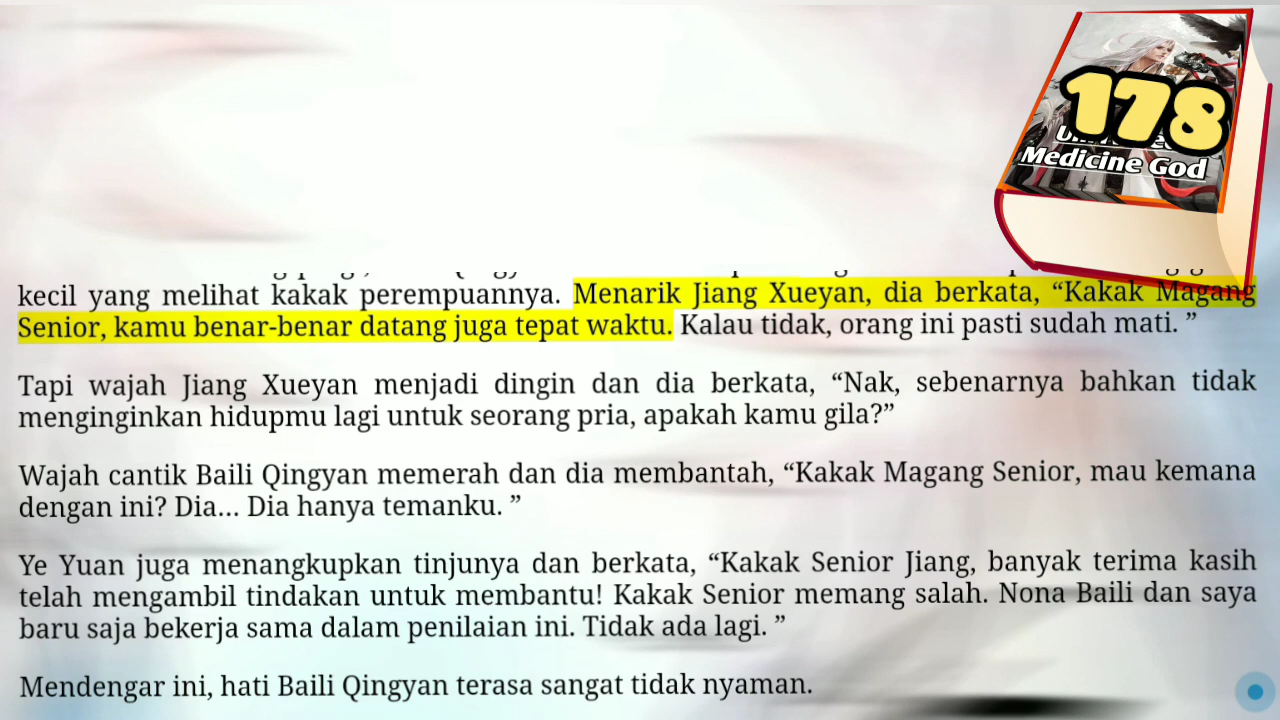 178
Medicine God
kecil yang melihat kakak perempuannya. Menarik Jiang Xueyan, dia berkata, “Kakak Magang
Senior, kamu benar-benar datang juga tepat waktu. Kalau tidak, orang ini pasti sudah mati. ”
Tapi wajah Jiang Xueyan menjadi dingin dan dia berkata, “Nak, sebenarnya bahkan tidak
menginginkan hidupmu lagi untuk seorang pria, apakah kamu gila?”
Wajah cantik Baili Qingyan memerah dan dia membantah, “Kakak Magang Senior, mau kemana
dengan ini? Dia... Dia hanya temanku. ”
Ye Yuan juga menangkupkan tinjunya dan berkata, “Kakak Senior Jiang, banyak terima kasih
telah mengambil tindakan untuk membantu! Kakak Senior memang salah. Nona Baili dan saya
baru saja bekerja sama dalam penilaian ini. Tidak ada lagi. ”
Mendengar ini, hati Baili Qingyan terasa sangat tidak nyaman.